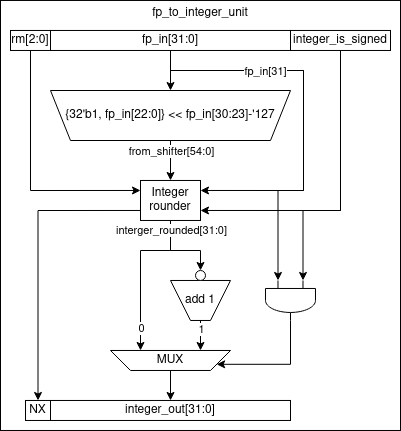 fp_to_integer_unit
rm[2:0]
fp_in[31:0]
integer_is_signed
fp_in[31]
{32'b1, fp_in[22:0]} << fp_in[30:23]-'127
from_shifter[54:0]
Integer
rounder
interger_rounded[31:0]
add 1
0
1
MUX
NX
integer_out[31:0]